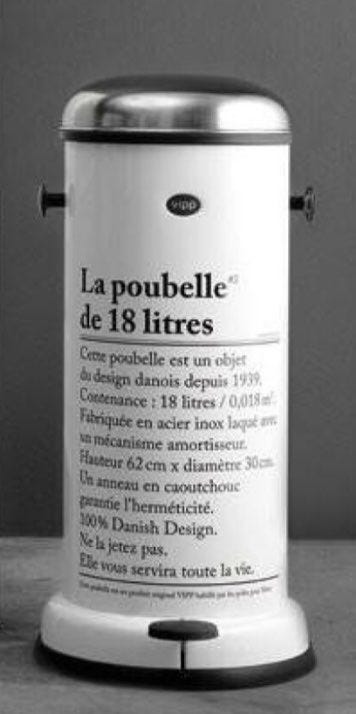 vipp
La poubelle
de 18 litres
Cette poubelle est un objet
du design danois depuis 1939.
Contenance : 18 litres / 0,018 m³.
Fabriquée en acier inox laqué avec
un mécanisme amortisseur.
Hauteur 62 cm x diamètre 30 cm.
Un anneau en caoutchouc
garantie l'herméticité.
100% Danish Design.
Ne la jetez pas.
Elle vous servira toute la vie.